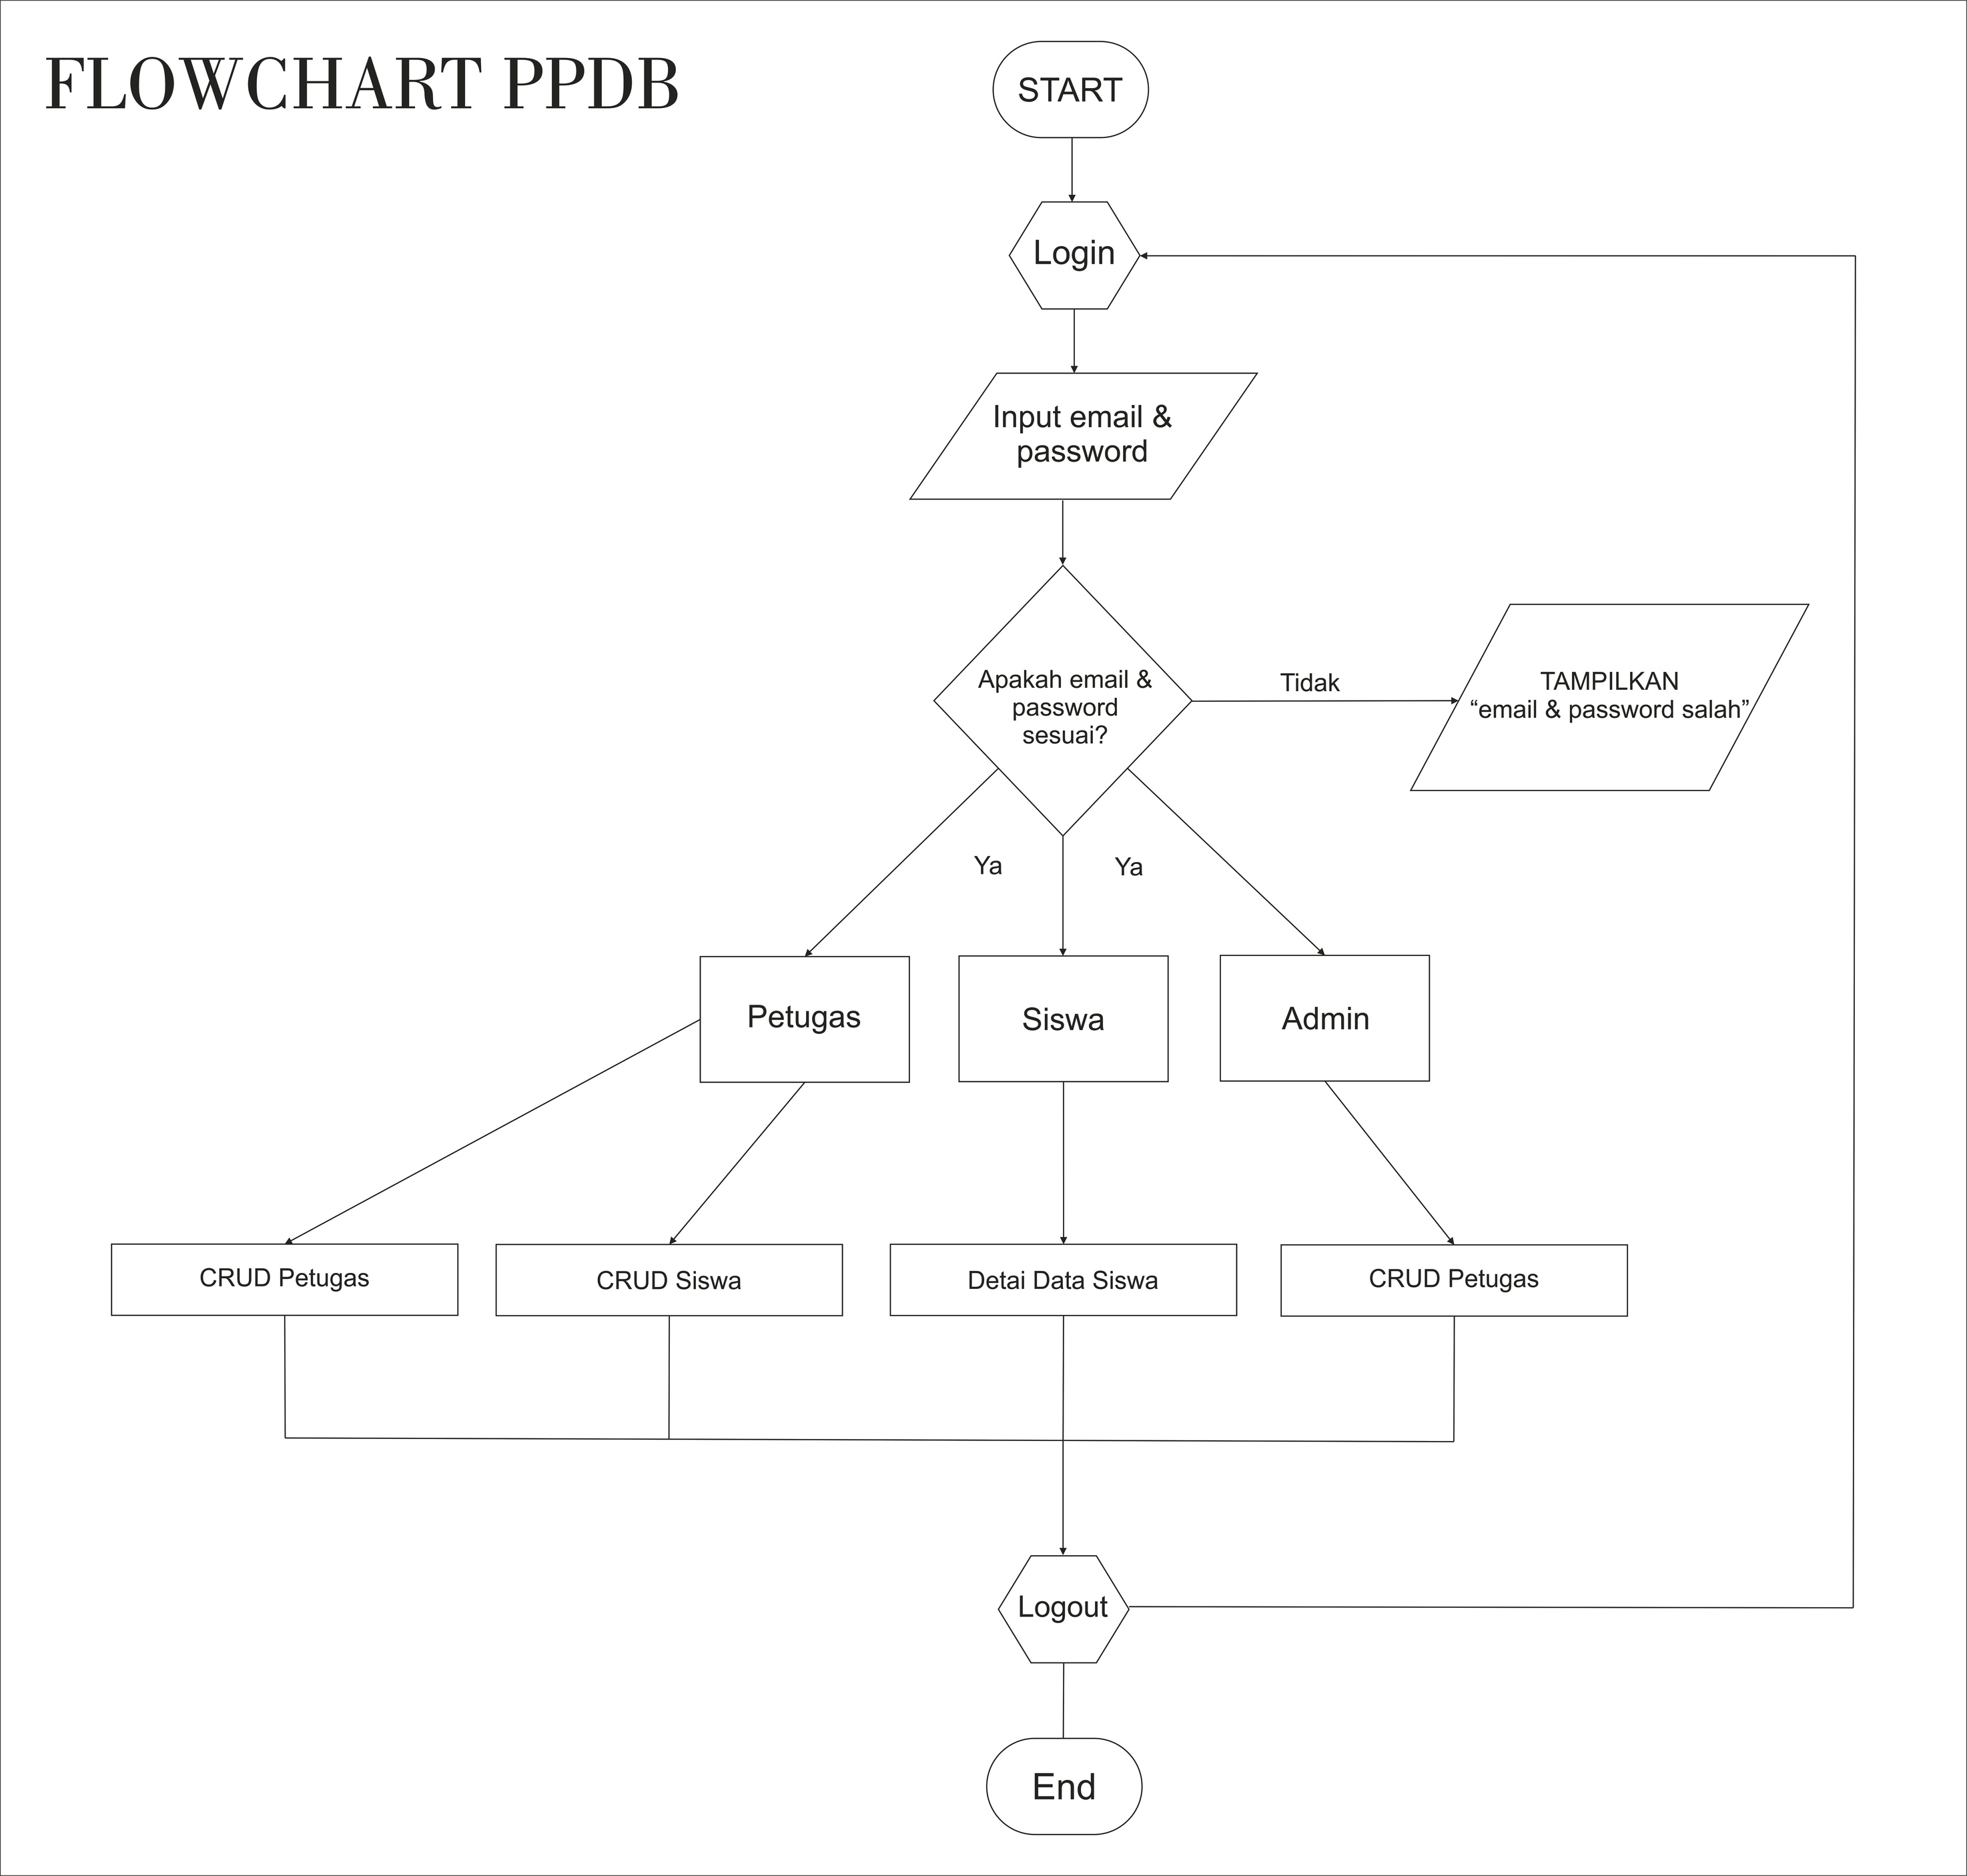 FLOWCHART PPDB
START
Login
Input email &
password
Apakah email &
password
sesuai?
Tidak
TAMPILKAN
“email & password salah”
Ya
Ya
Petugas
Siswa
Admin
CRUD Petugas
CRUD Siswa
Detai Data Siswa
CRUD Petugas
Logout
End